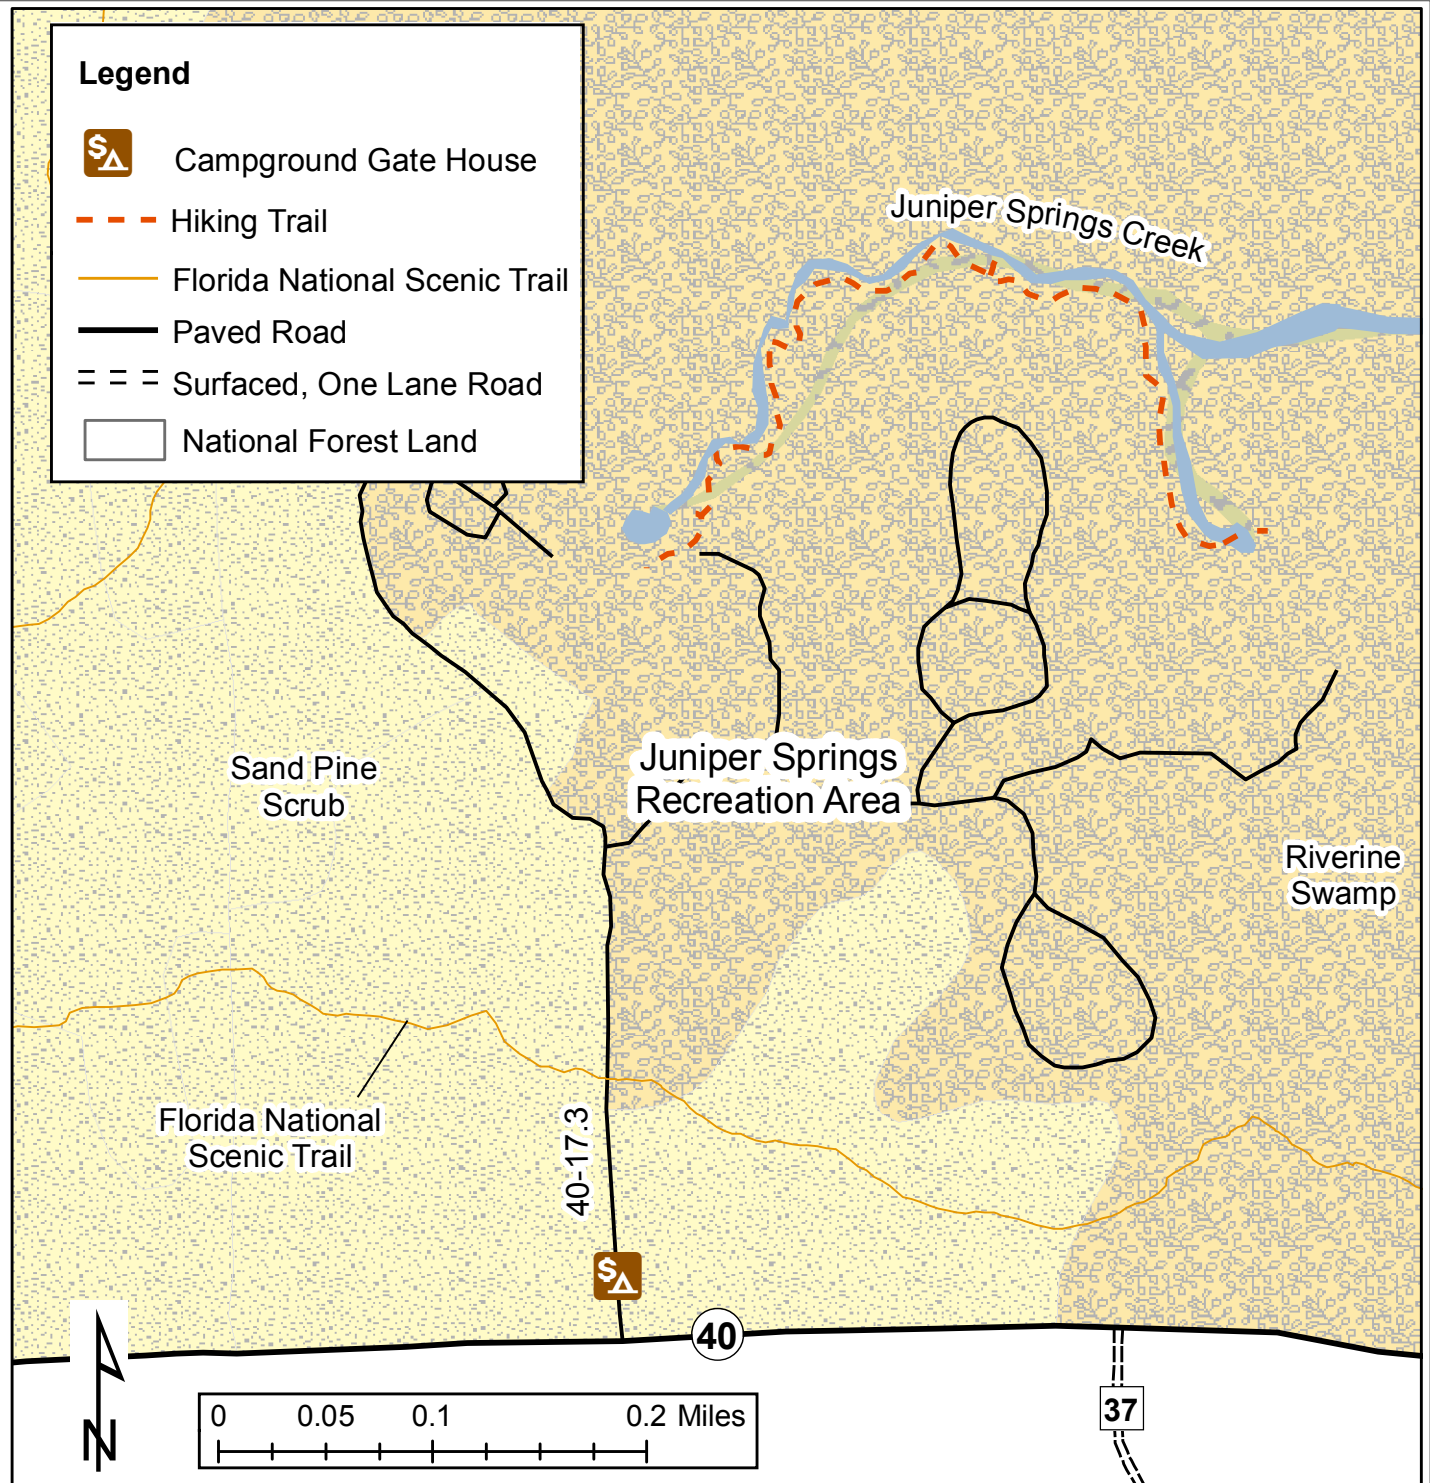 Legend
$
Campground Gate House
Hiking Trail
Florida National Scenic Trail
Paved Road
Surfaced, One Lane Road
National Forest Land
Juniper Springs Creek
Sand Pine
Scrub
Juniper Springs
Recreation Area
Riverine
Swamp
Florida National
Scenic Trail
40-17.3
$
40
37
N
0 0.05 0.1 0.2 Miles